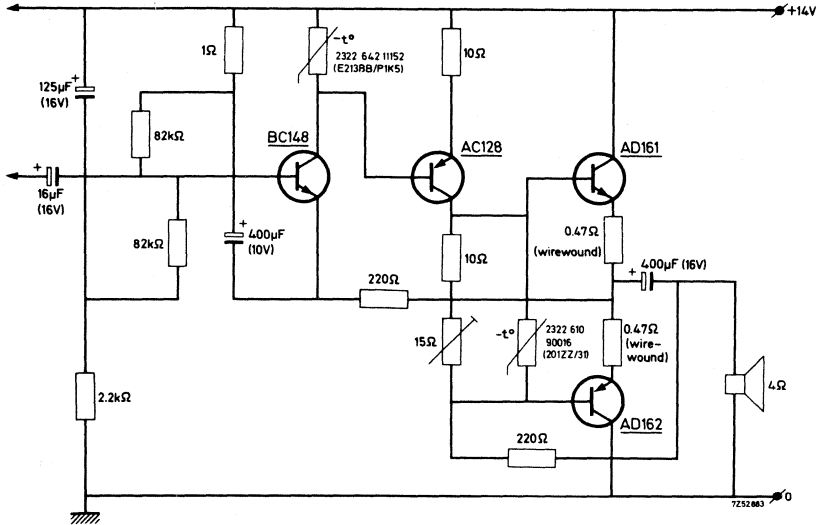 +14V
1Ω
-t°
2322 642 11152
(E213BB/P1K5)
10Ω
125µF
+
(16V)
82kΩ
BC148
AC128
AD161
+
16µF
(16V)
82kΩ
+
400µF
(10V)
10Ω
0.47Ω
(wirewound)
+
400µF (16V)
220Ω
15Ω
-t°
2322 610
90016
(201ZZ/31)
0.47Ω
(wire-
wound)
4Ω
2.2kΩ
AD162
220Ω
0
7Z52883